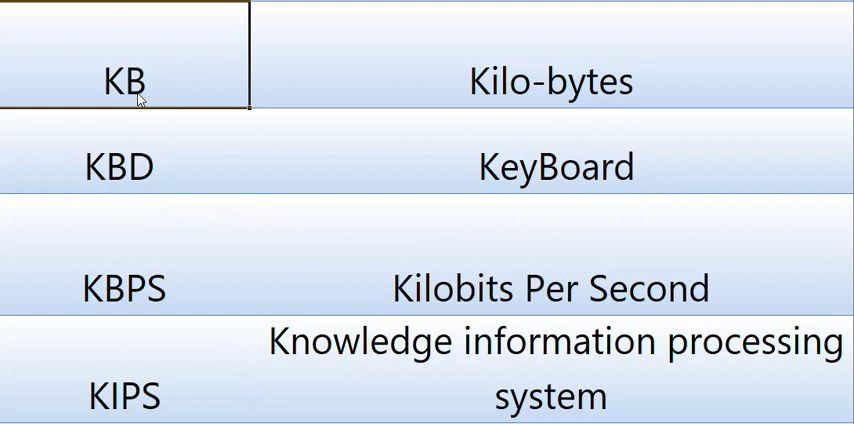 KB Kilo-bytes
KBD KeyBoard
KBPS Kilobits Per Second
Knowledge information processing
KIPS system